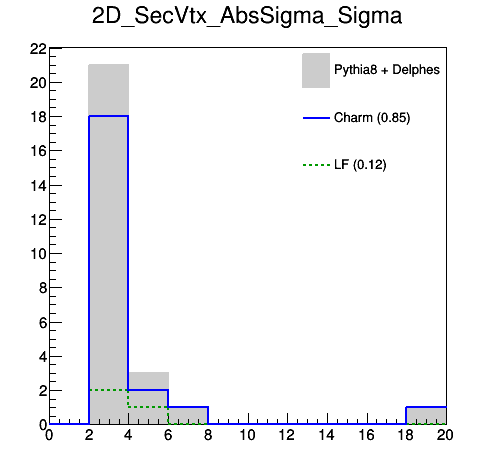 2D_SecVtx_AbsSigma_Sigma
22
20
18
16
14
12
10
8
6
4
2
0
Pythia8 + Delphes
Charm (0.85)
LF (0.12)
0 2 4 6 8 10 12 14 16 18 20